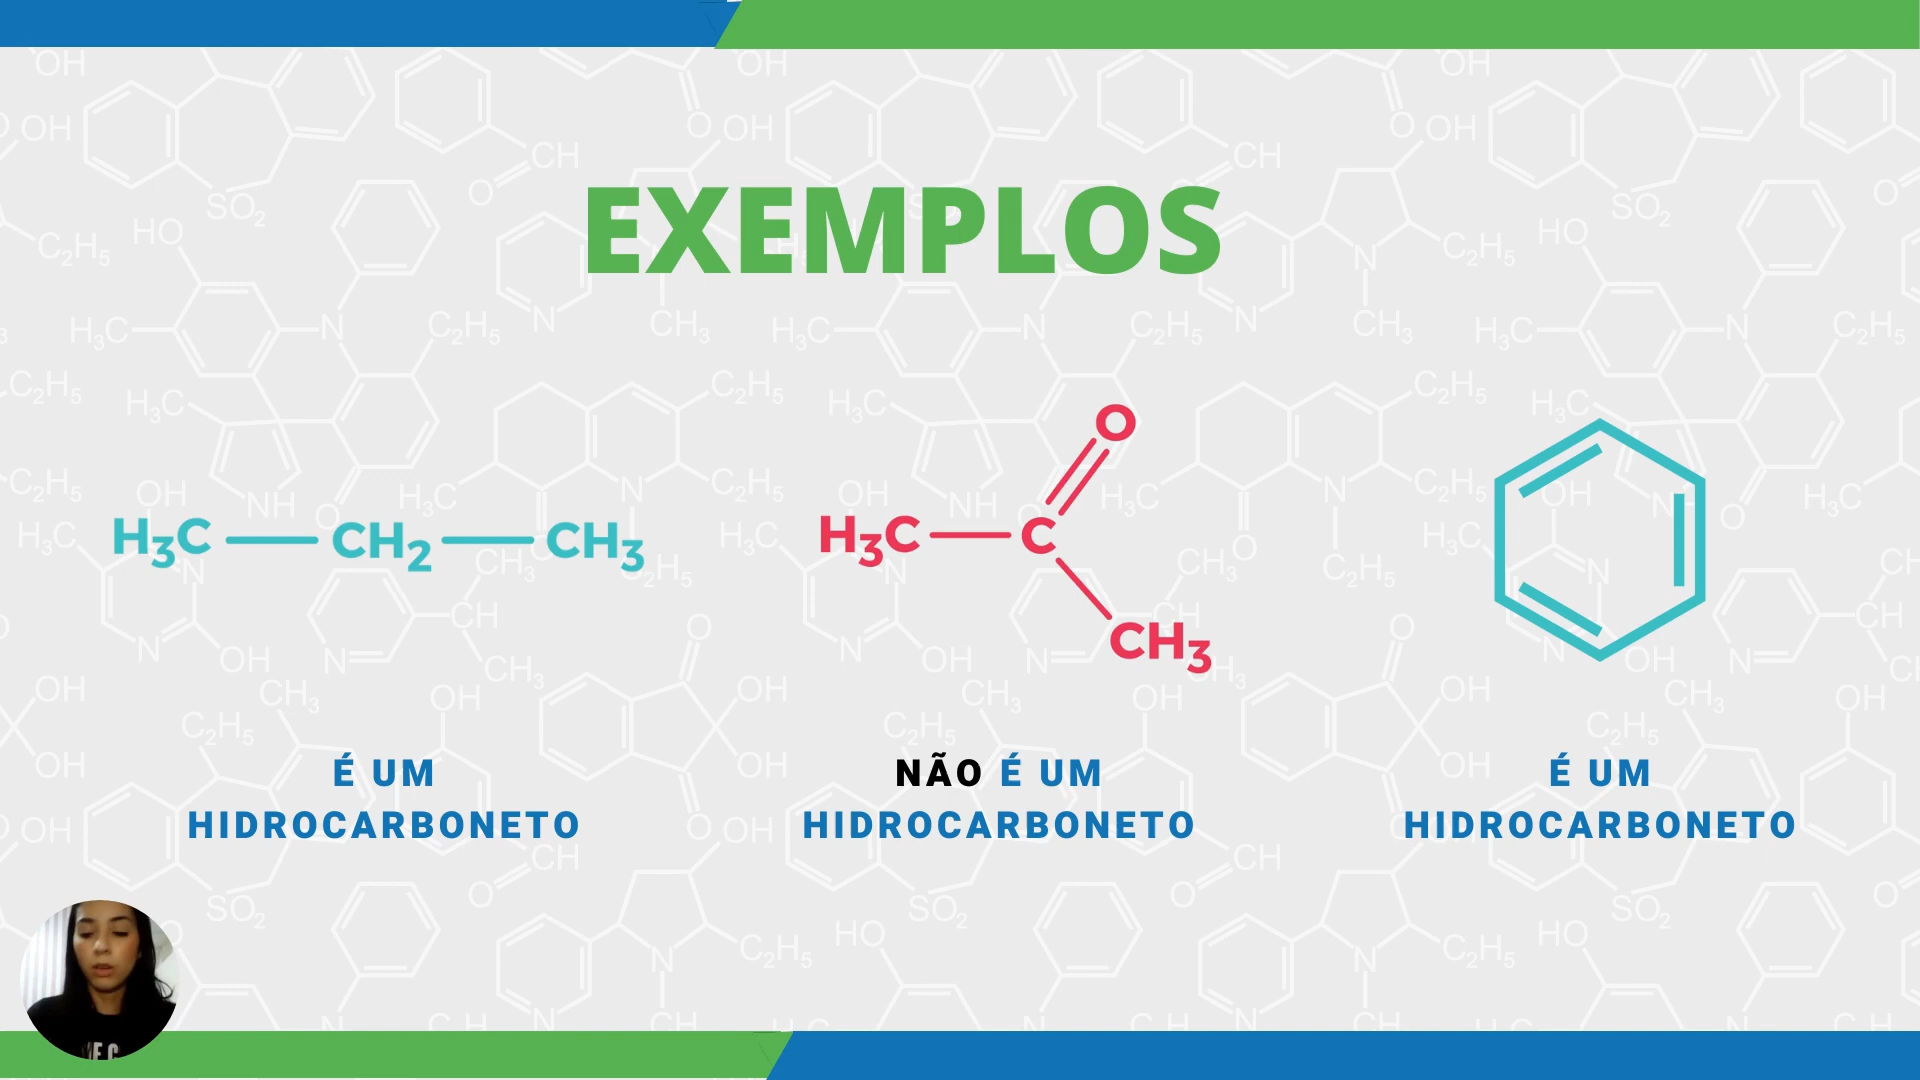 EXEMPLOS
H3C — CH2 — CH3
O
H3C — C
CH3
É UM
HIDROCARBONETO
NÃO É UM
HIDROCARBONETO
É UM
HIDROCARBONETO